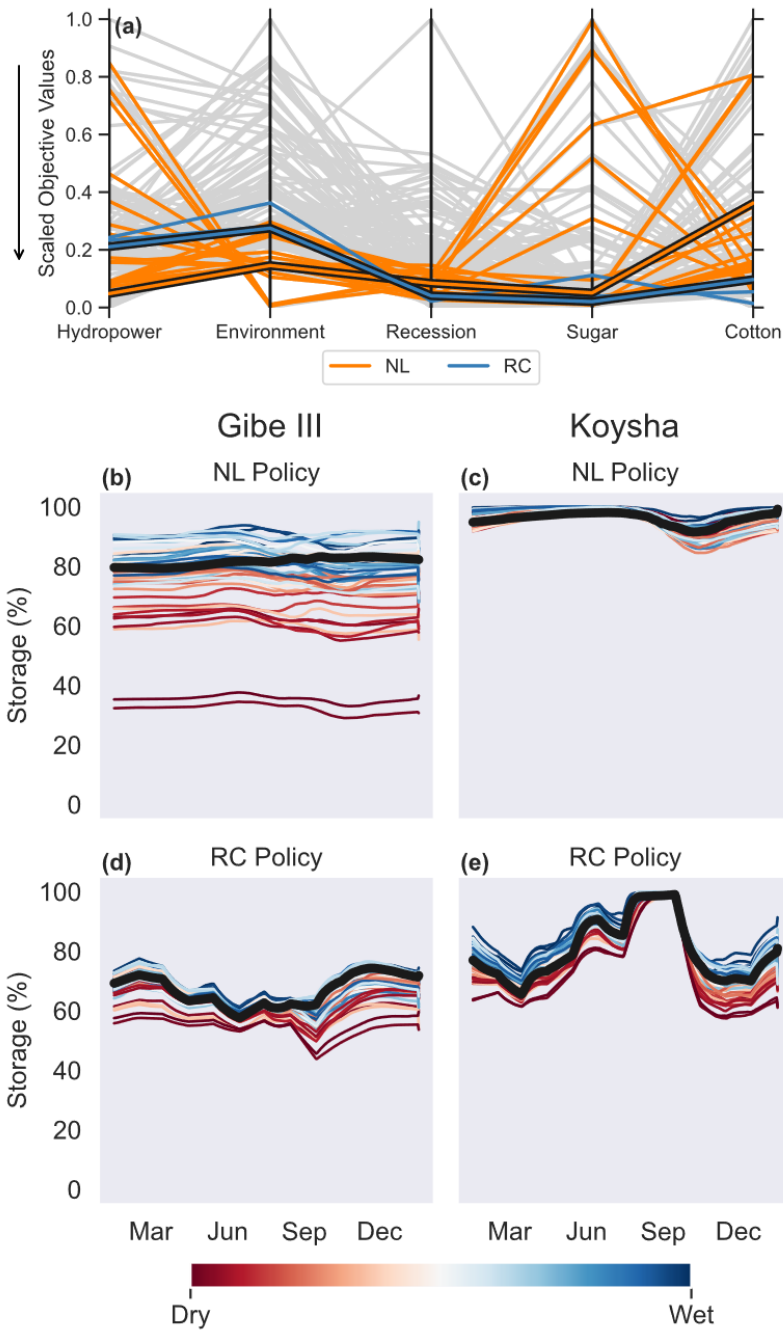 (a)
1.0
0.8
0.6
0.4
0.2
0.0
Scaled Objective Values
Hydropower Environment Recession Sugar Cotton
NL RC
Gibe III Koysha
(b) NL Policy (c) NL Policy
100
80
60
40
20
0
Storage (%)
(d) RC Policy (e) RC Policy
100
80
60
40
20
0
Storage (%)
Mar Jun Sep Dec Mar Jun Sep Dec
Dry Wet